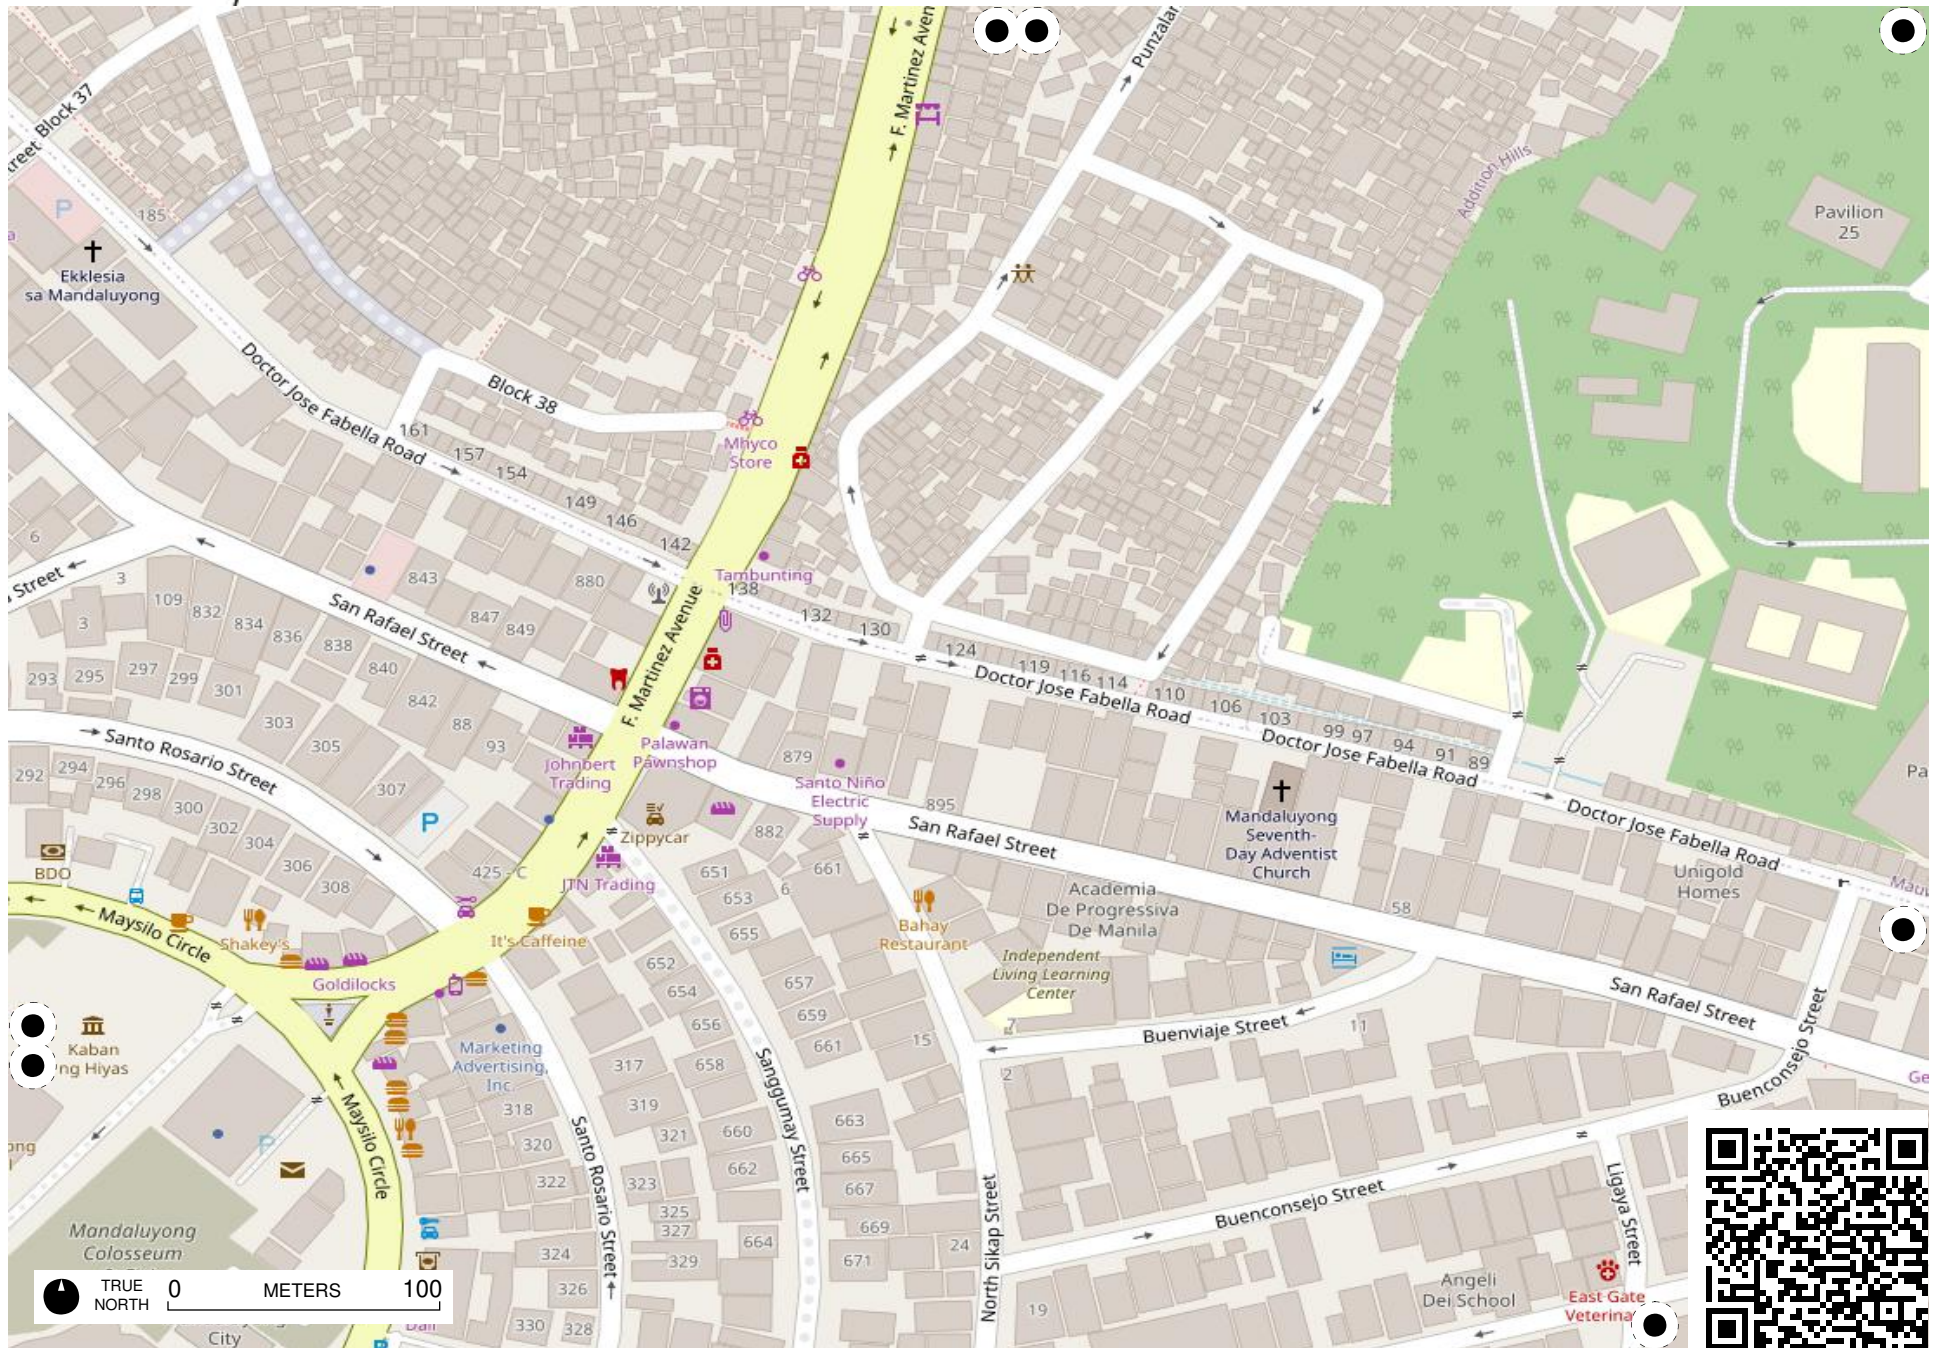 F. Martinez Aven
Block 37
treet
185
P
Ekklesia
sa Mandaluyong
Addition Hills
Pavilion
25
Doctor Jose Fabella Road
Block 38
161
157
154
149
146
142
Mhyco
Store
6
Street
3
3
109
832
834
836
838
840
842
843
847
849
880
88
93
San Rafael Street
Tambunting
138
132
130
124
119
116
114
110
106
103
99
97
94
91
89
F. Martinez Avenue
Doctor Jose Fabella Road
Doctor Jose Fabella Road
Doctor Jose Fabella Road
293
295
297
299
301
303
305
307
Santo Rosario Street
292
294
296
298
300
302
304
306
308
P
Johnbert
Trading
Palawan
Pawnshop
879
Santo Niño
Electric
Supply
895
San Rafael Street
Mandaluyong
Seventh-
Day Adventist
Church
Unigold
Homes
Pa
BDO
Zippycar
882
425 - C
JTN Trading
651
653
655
6
661
Maysilo Circle
Shakey's
It's Caffeine
Goldilocks
Bahay
Restaurant
Academia
De Progressiva
De Manila
Independent
Living Learning
Center
58
San Rafael Street
Kaban
ng Hiyas
Marketing
Advertising,
Inc.
652
654
656
658
657
659
661
15
7
2
Buenviaje Street
11
Buenconsejo Street
Ge
317
318
319
320
321
322
323
324
325
326
327
328
329
330
660
662
664
663
665
667
669
671
24
19
Sanggumay Street
Santo Rosario Street
North Sikap Street
Maysilo Circle
P
ong
Buenconsejo Street
Ligaya Street
Mandaluyong
Colosseum
Angeli
Dei School
East Gate
TRUE
NORTH
0
METERS
100
City